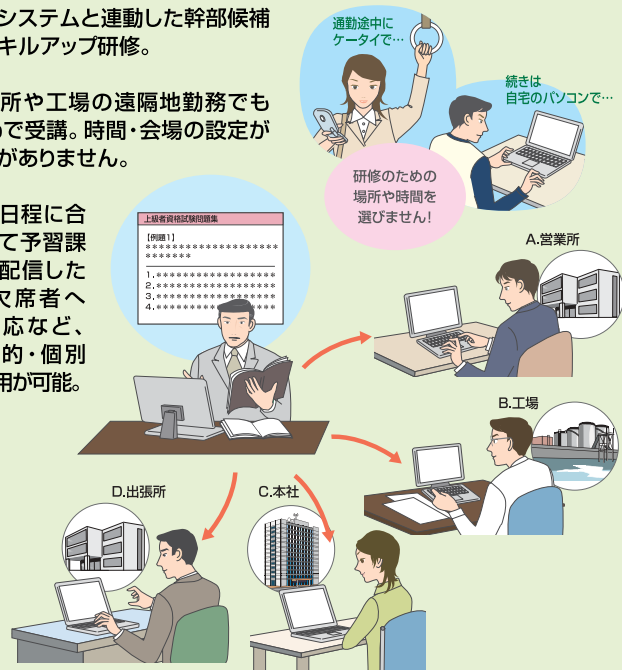 システムと連動した幹部候補
キルアップ研修。
所や工場の遠隔地勤務でも
で受講。時間・会場の設定が
がありません。
日程に合
て予習課
配信した
欠席者へ
応など、
的・個別
用が可能。
通勤途中に
ケータイで…
続きは
自宅のパソコンで…
研修のための
場所や時間を
選びません!
上級者資格試験問題集
【例題1】
******************
*******
1.****************
2.****************
3.****************
4.****************
A.営業所
B.工場
D.出張所
C.本社